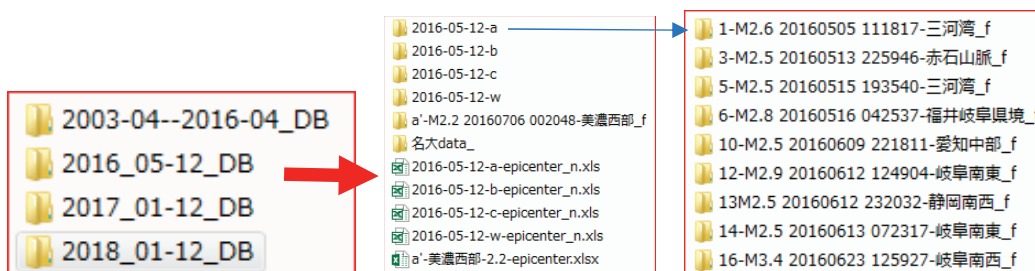 2003-04--2016-04_DB
2016_05-12_DB
2017_01-12_DB
2018_01-12_DB
2016-05-12-a
2016-05-12-b
2016-05-12-c
2016-05-12-w
a'-M2.2 20160706 002048-美濃西部_f
名大data_
2016-05-12-a-epicenter_n.xls
2016-05-12-b-epicenter_n.xls
2016-05-12-c-epicenter_n.xls
2016-05-12-w-epicenter_n.xls
a'-美濃西部-2.2-epicenter.xlsx
1-M2.6 20160505 111817-三河湾_f
3-M2.5 20160513 225946-赤石山脈_f
5-M2.5 20160515 193540-三河湾_f
6-M2.8 20160516 042537-福井岐阜県境_f
10-M2.5 20160609 221811-愛知中部_f
12-M2.9 20160612 124904-岐阜南東_f
13M2.5 20160612 232032-静岡南西_f
14-M2.5 20160613 072317-岐阜南東_f
16-M3.4 20160623 125927-岐阜南西_f